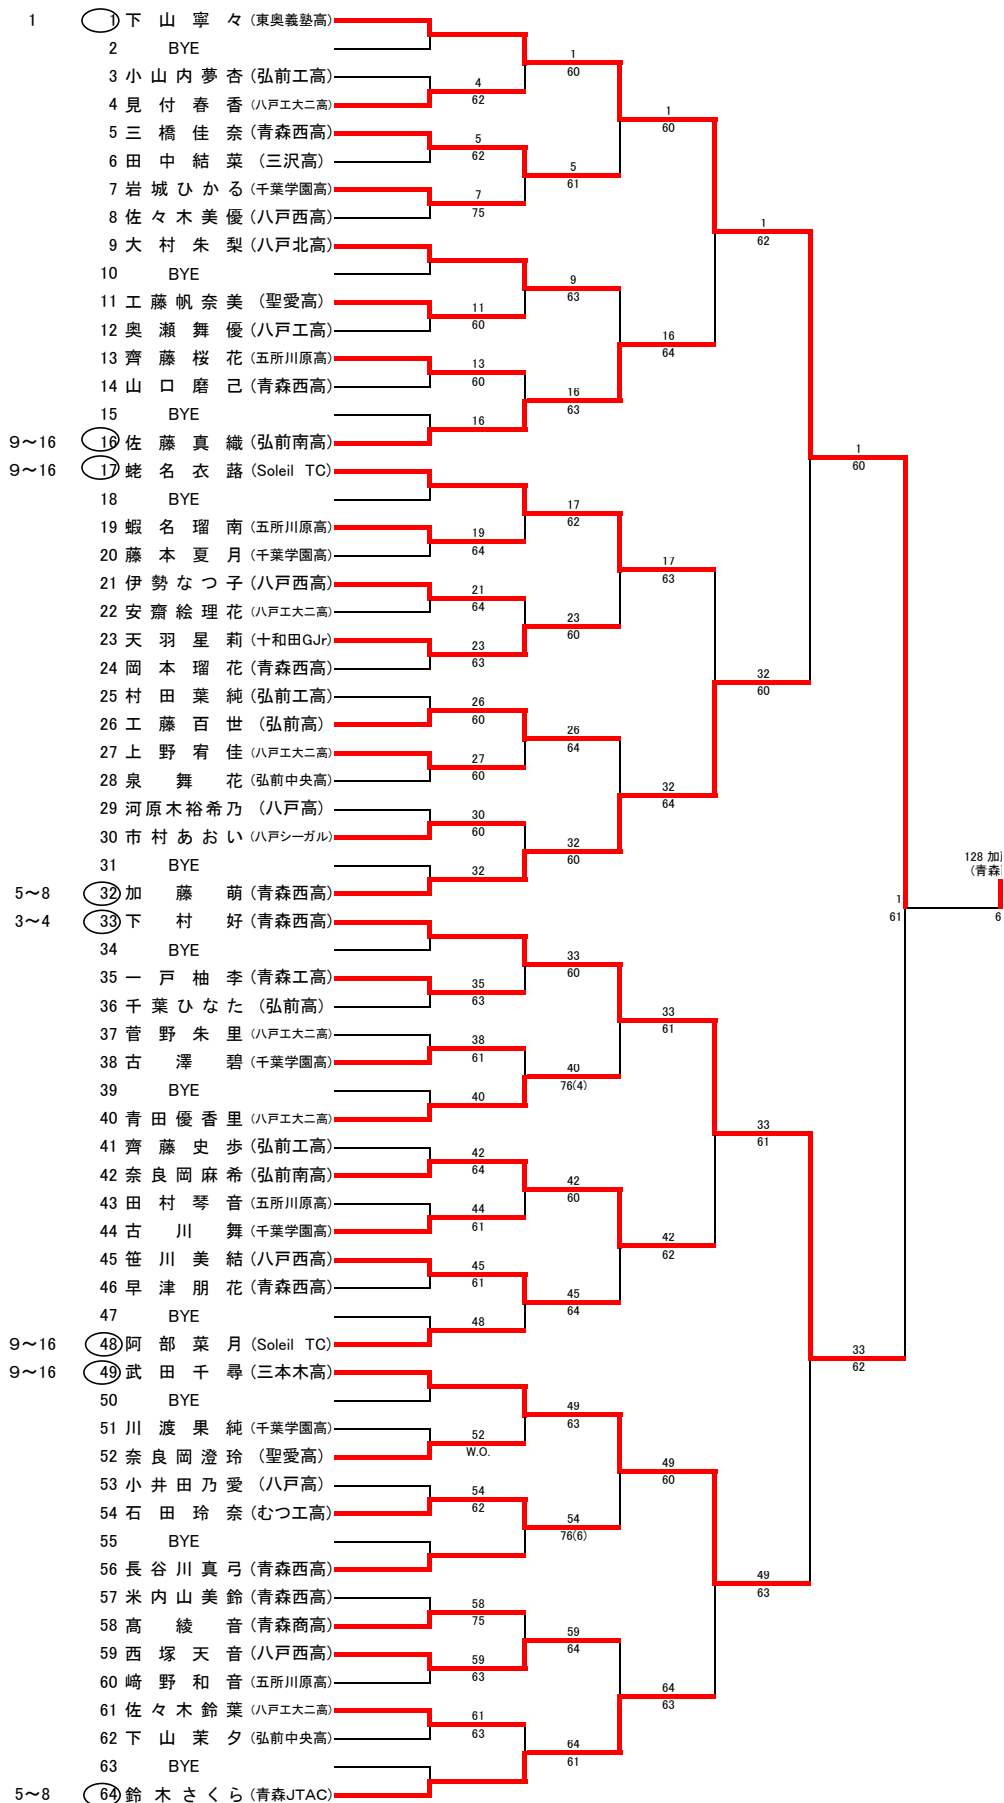 1 1 下山寧々 (東奥義塾高)
2 BYE
1
60
3 小山内夢杏 (弘前工高)
4
62
4 見付春香 (八戸工大二高)
1
60
5 三橋佳奈 (青森西高)
5
62
6 田中結菜 (三沢高)
5
61
7 岩城ひかる (千葉学園高)
7
75
8 佐々木美優 (八戸西高)
1
62
9 大村朱梨 (八戸北高)
10 BYE
9
63
11 工藤帆奈美 (聖愛高)
11
60
12 奥瀬舞優 (八戸工高)
16
64
13 齊藤桜花 (五所川原高)
13
60
14 山口磨己 (青森西高)
16
63
15 BYE
16
9～16 16 佐藤真織 (弘前南高)
1
60
9～16 17 蛯名衣蕗 (Soleil TC)
18 BYE
17
62
19 蝦名瑠南 (五所川原高)
19
64
20 藤本夏月 (千葉学園高)
17
63
21 伊勢なつ子 (八戸西高)
21
64
22 安齋絵理花 (八戸工大二高)
23
60
23 天羽星莉 (十和田GJr)
23
63
24 岡本瑠花 (青森西高)
32
60
25 村田葉純 (弘前工高)
26
60
26 工藤百世 (弘前高)
26
64
27 上野宥佳 (八戸工大二高)
27
60
28 泉舞花 (弘前中央高)
32
64
29 河原木裕希乃 (八戸高)
30
60
30 市村あおい (八戸シーガル)
32
60
31 BYE
32
128 加
(青森
5～8 32 加藤萌 (青森西高)
1
61
6
3～4 33 下村好 (青森西高)
34 BYE
33
60
35 一戸柚李 (青森工高)
35
63
36 千葉ひなた (弘前高)
33
61
37 菅野朱里 (八戸工大二高)
38
61
38 古澤碧 (千葉学園高)
40
76(4)
39 BYE
40
40 青田優香里 (八戸工大二高)
33
61
41 齊藤史歩 (弘前工高)
42
64
42 奈良岡麻希 (弘前南高)
42
60
43 田村琴音 (五所川原高)
44
61
44 古川舞 (千葉学園高)
42
62
45 笹川美結 (八戸西高)
45
61
46 早津朋花 (青森西高)
45
64
47 BYE
48
9～16 48 阿部菜月 (Soleil TC)
33
62
9～16 49 武田千尋 (三本木高)
50 BYE
49
63
51 川渡果純 (千葉学園高)
52
W.O.
52 奈良岡澄玲 (聖愛高)
49
60
53 小井田乃愛 (八戸高)
54
62
54 石田玲奈 (むつ工高)
54
76(6)
55 BYE
56 長谷川真弓 (青森西高)
49
63
57 米内山美鈴 (青森西高)
58
75
58 髙綾音 (青森商高)
59
64
59 西塚天音 (八戸西高)
59
63
60 﨑野和音 (五所川原高)
64
63
61 佐々木鈴葉 (八戸工大二高)
61
63
62 下山茉夕 (弘前中央高)
64
61
63 BYE
5～8 64 鈴木さくら (青森JTAC)